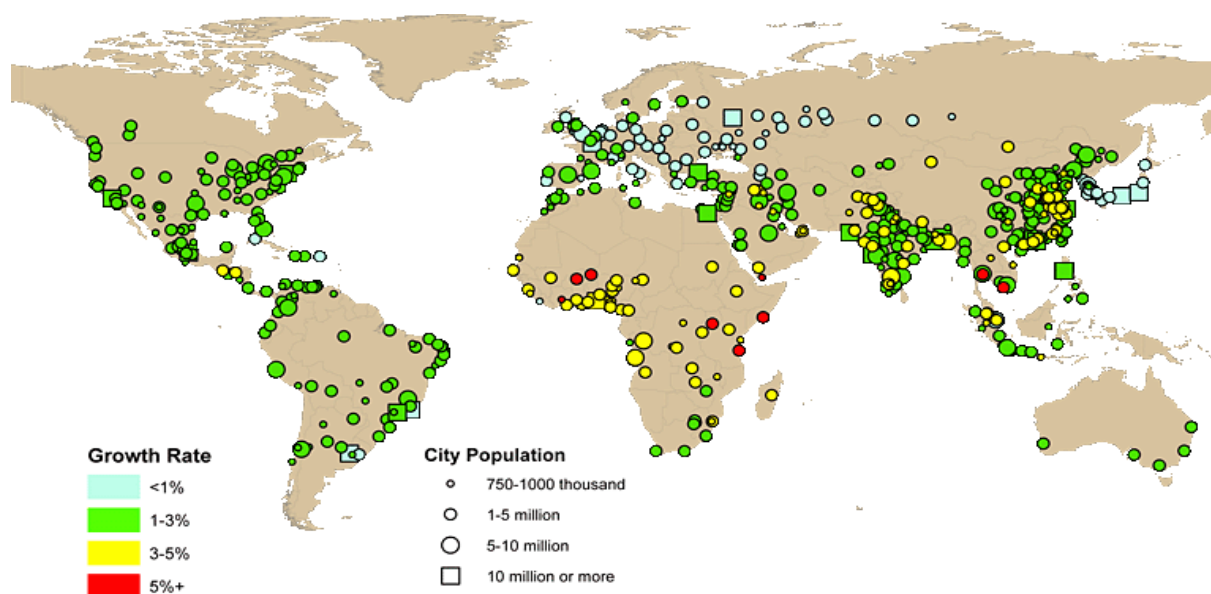 Growth Rate
<1%
1-3%
3-5%
5%+
City Population
750-1000 thousand
1-5 million
5-10 million
10 million or more